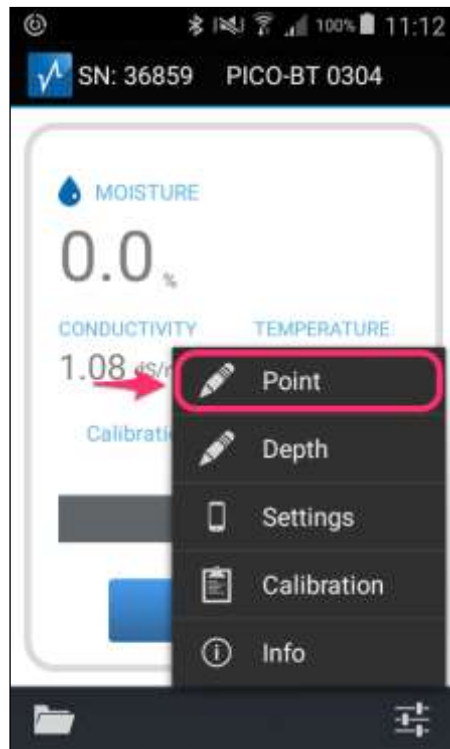 100% 11:12
SN: 36859 PICO-BT 0304
MOISTURE
0.0 %
CONDUCTIVITY TEMPERATURE
1.08
Point
Depth
Settings
Calibration
Info